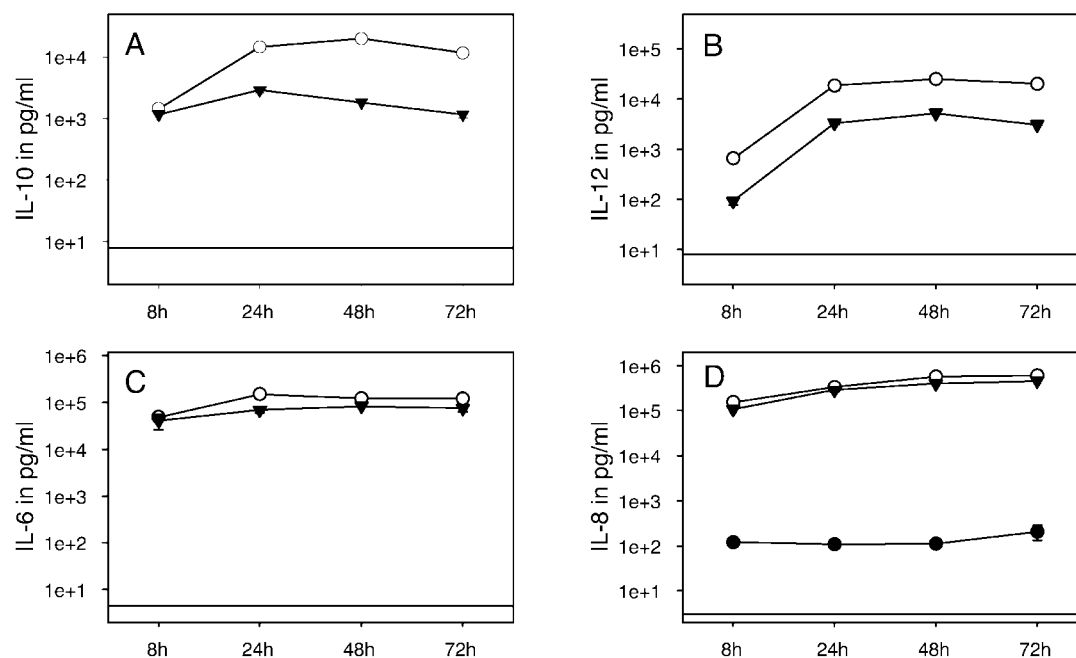 A
IL-10 in pg/ml
1e+4
1e+3
1e+2
1e+1
8h 24h 48h 72h
B
IL-12 in pg/ml
1e+5
1e+4
1e+3
1e+2
1e+1
8h 24h 48h 72h
C
IL-6 in pg/ml
1e+6
1e+5
1e+4
1e+3
1e+2
1e+1
8h 24h 48h 72h
D
IL-8 in pg/ml
1e+6
1e+5
1e+4
1e+3
1e+2
1e+1
8h 24h 48h 72h